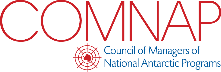 COMNAP
Council of Managers of
National Antarctic Programs